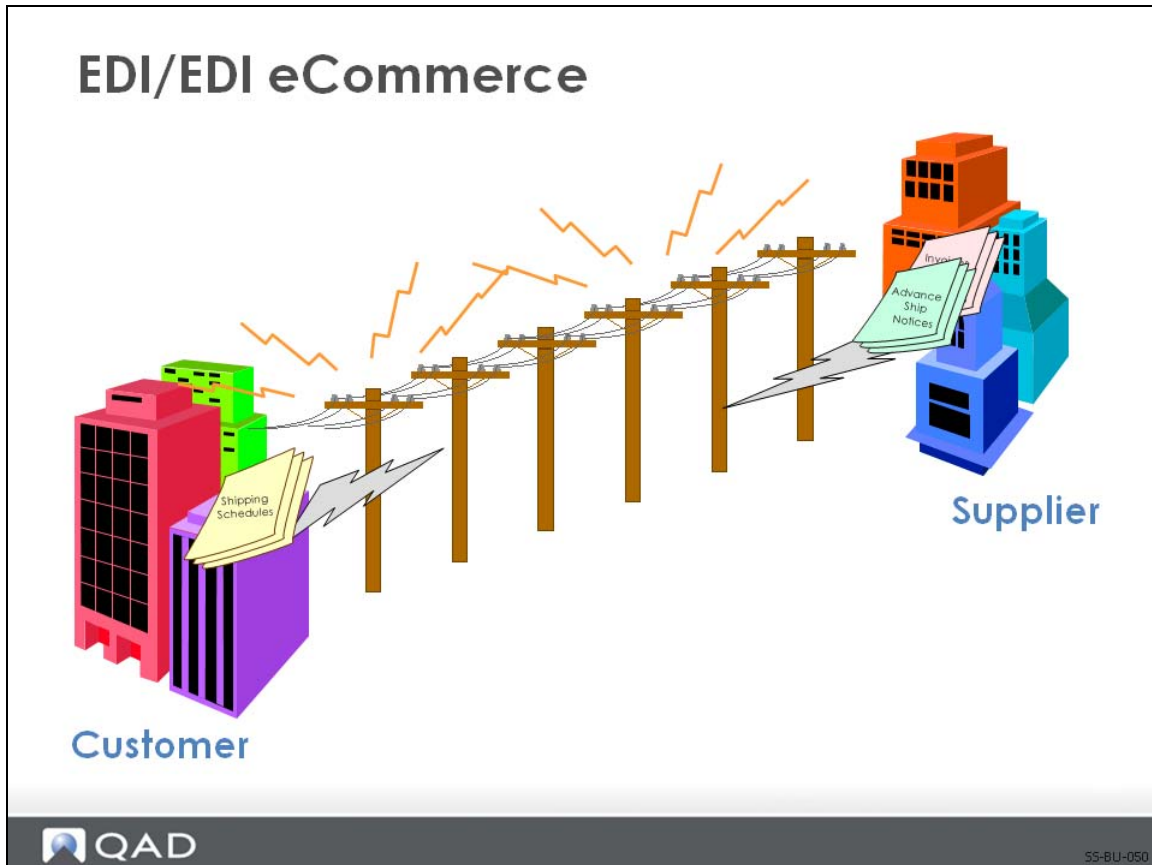 EDI/EDI eCommerce
Advance
Ship
Notices
Shipping
Schedules
Supplier
Customer
QAD
SS-BU-050